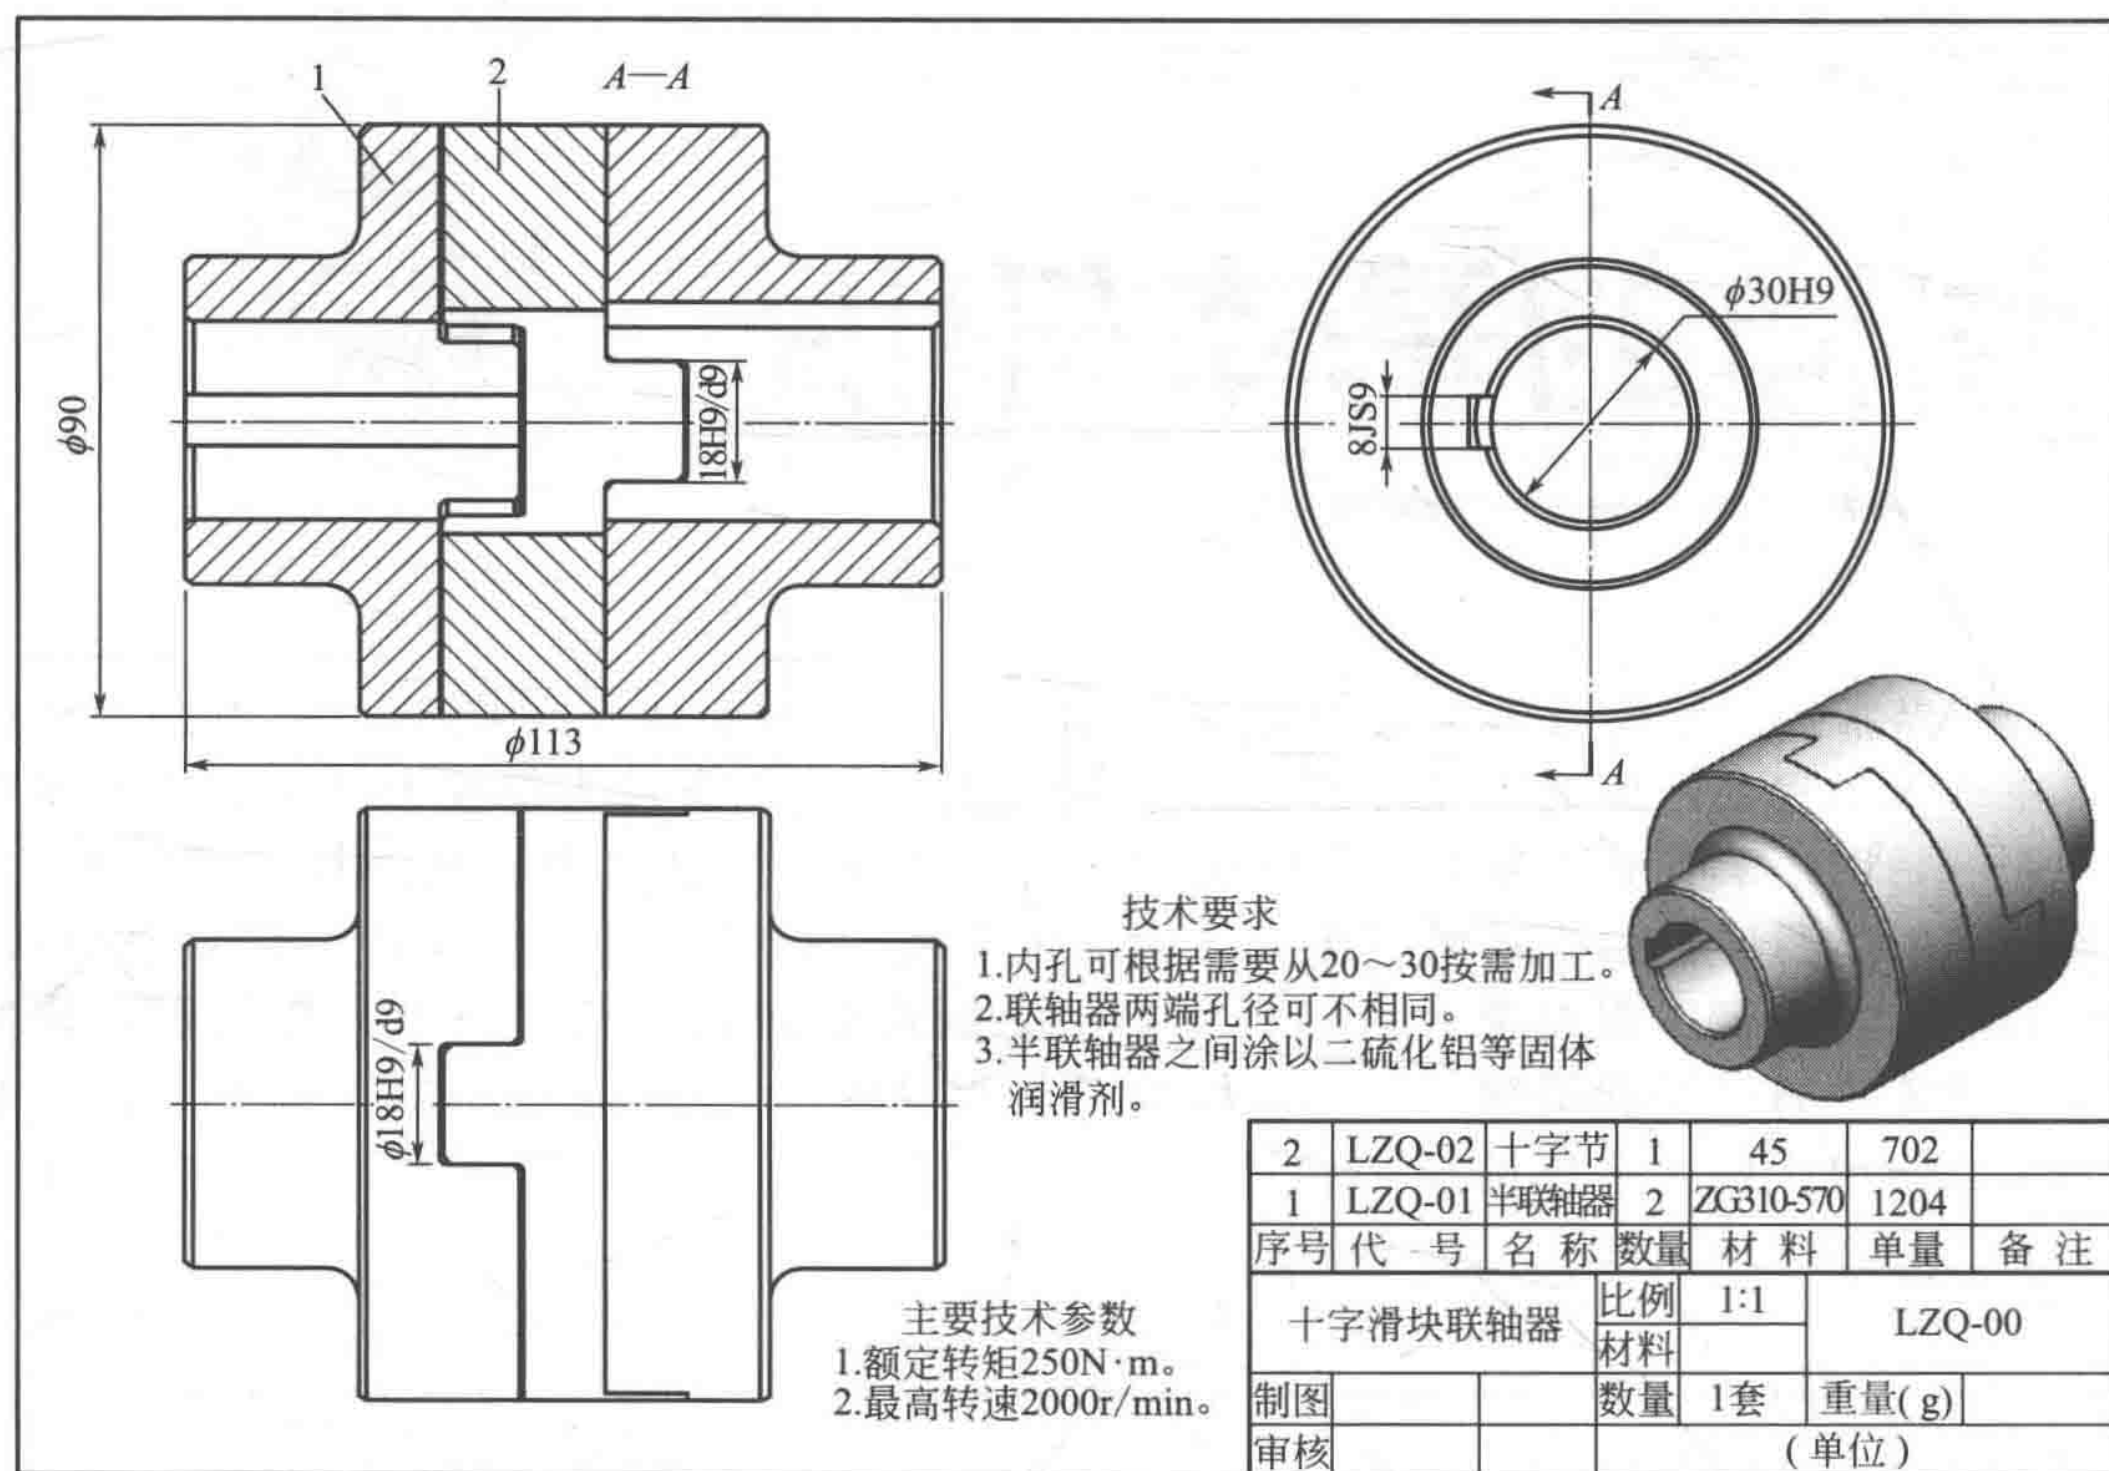 1
2
A—A
ϕ90
18H9/d9
ϕ113
A
ϕ30H9
8JS9
A
ϕ18H9/d9
技术要求
1.内孔可根据需要从20～30按需加工。
2.联轴器两端孔径可不相同。
3.半联轴器之间涂以二硫化铝等固体
润滑剂。
主要技术参数
1.额定转矩250N·m。
2.最高转速2000r/min。
2 LZQ-02 十字节 1 45 702
1 LZQ-01 半联轴器 2 ZG310-570 1204
序号 代 号 名 称 数量 材 料 单量 备 注
十字滑块联轴器 比例 1:1 LZQ-00
材料
制图 数量 1套 重量( g)
审核 ( 单位 )